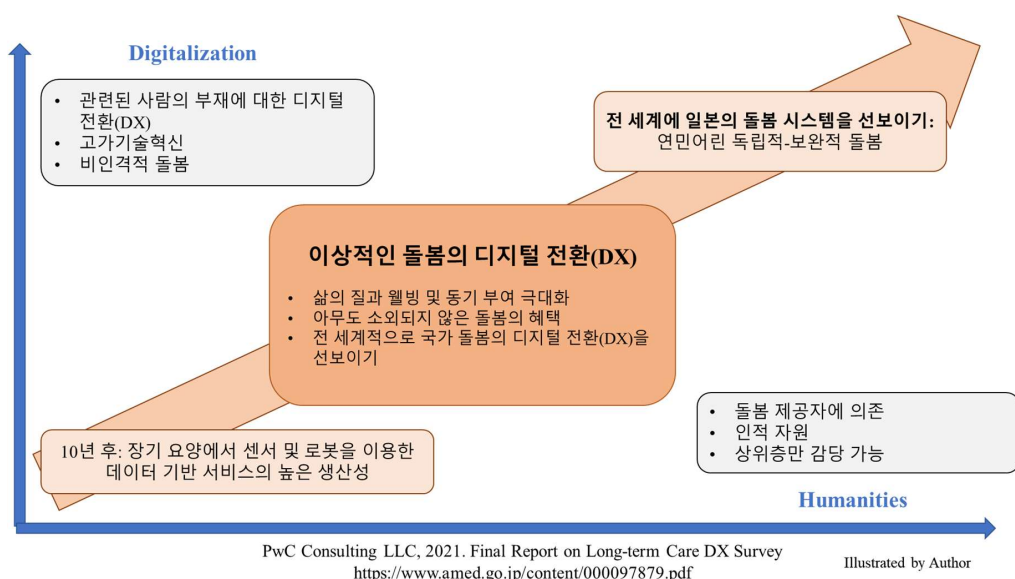 Digitalization
• 관련된 사람의 부재에 대한 디지털
전환(DX)
• 고가기술혁신
• 비인격적 돌봄
전 세계에 일본의 돌봄 시스템을 선보이기:
연민어린 독립적-보완적 돌봄
이상적인 돌봄의 디지털 전환(DX)
• 삶의 질과 웰빙 및 동기 부여 극대화
• 아무도 소외되지 않은 돌봄의 혜택
• 전 세계적으로 국가 돌봄의 디지털 전환(DX)을
선보이기
10년 후: 장기 요양에서 센서 및 로봇을 이용한
데이터 기반 서비스의 높은 생산성
• 돌봄 제공자에 의존
• 인적 자원
• 상위층만 감당 가능
Humanities
PwC Consulting LLC, 2021. Final Report on Long-term Care DX Survey
https://www.amed.go.jp/content/000097879.pdf
Illustrated by Author